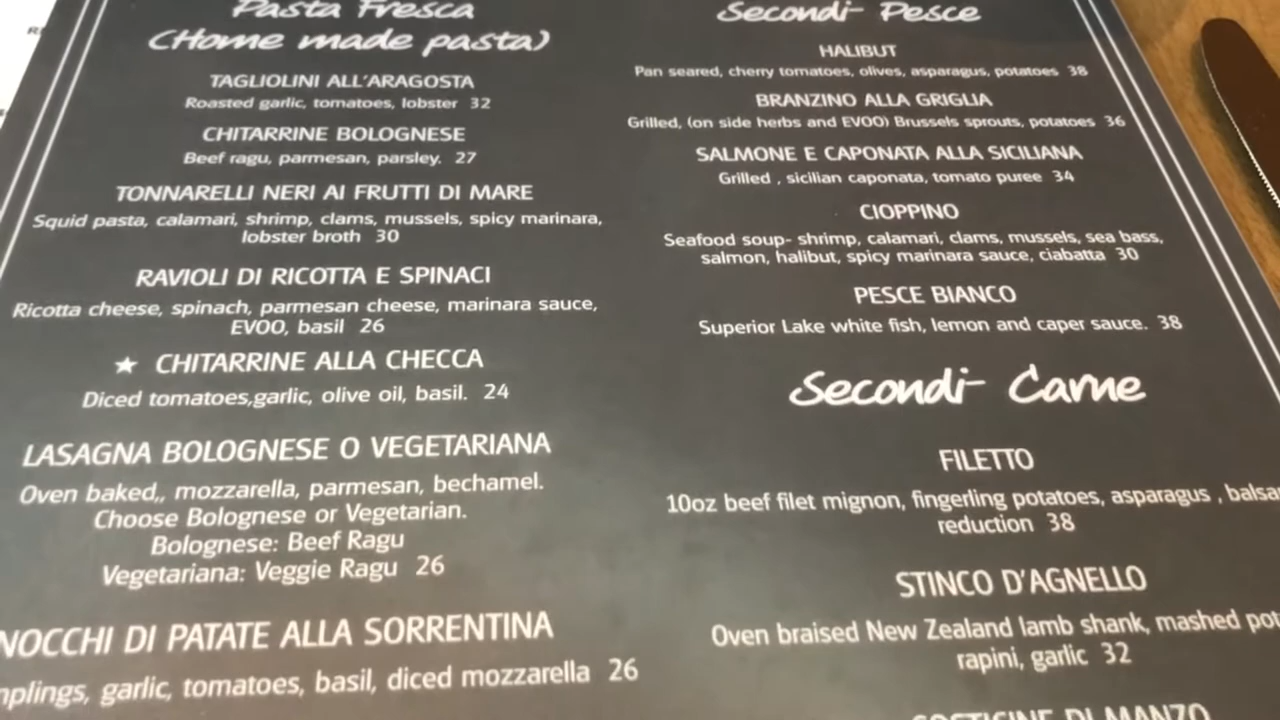 Pasta Fresca
(Home made pasta)
TAGLIOLINI ALL'ARAGOSTA
Roasted garlic, tomatoes, lobster 32
CHITARRINE BOLOGNESE
Beef ragu, parmesan, parsley. 27
TONNARELLI NERI AI FRUTTI DI MARE
Squid pasta, calamari, shrimp, clams, mussels, spicy marinara,
lobster broth 30
RAVIOLI DI RICOTTA E SPINACI
Ricotta cheese, spinach, parmesan cheese, marinara sauce,
EVOO, basil 26
★ CHITARRINE ALLA CHECCA
Diced tomatoes,garlic, olive oil, basil. 24
LASAGNA BOLOGNESE O VEGETARIANA
Oven baked,, mozzarella, parmesan, bechamel.
Choose Bolognese or Vegetarian.
Bolognese: Beef Ragu
Vegetariana: Veggie Ragu 26
NOCCHI DI PATATE ALLA SORRENTINA
mplings, garlic, tomatoes, basil, diced mozzarella 26
Secondi- Pesce
HALIBUT
Pan seared, cherry tomatoes, olives, asparagus, potatoes 38
BRANZINO ALLA GRIGLIA
Grilled, (on side herbs and EVOO) Brussels sprouts, potatoes 36
SALMONE E CAPONATA ALLA SICILIANA
Grilled , sicilian caponata, tomato puree 34
CIOPPINO
Seafood soup- shrimp, calamari, clams, mussels, sea bass,
salmon, halibut, spicy marinara sauce, ciabatta 30
PESCE BIANCO
Superior Lake white fish, lemon and caper sauce. 38
Secondi- Carne
FILETTO
10oz beef filet mignon, fingerling potatoes, asparagus , balsa
reduction 38
STINCO D'AGNELLO
Oven braised New Zealand lamb shank, mashed pot
rapini, garlic 32
DI MANZO